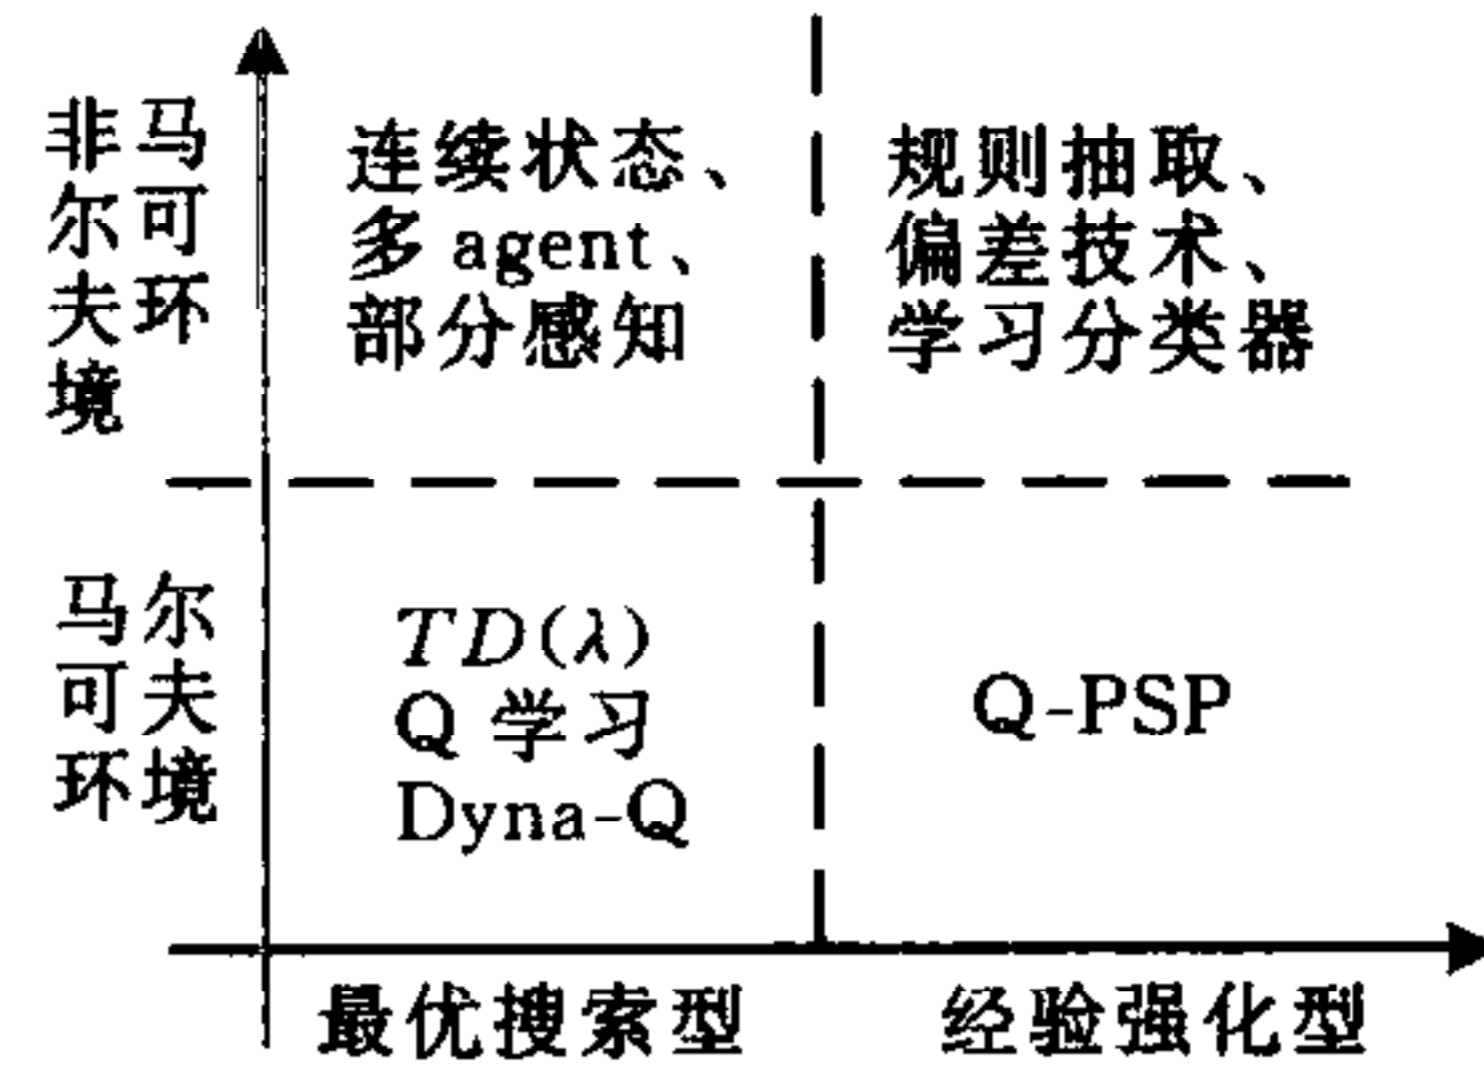 非马
尔可
夫环
境
连续状态、
多 agent、
部分感知
规则抽取、
偏差技术、
学习分类器
马尔
可夫
环境
TD(λ)
Q 学习
Dyna-Q
Q-PSP
最优搜索型
经验强化型